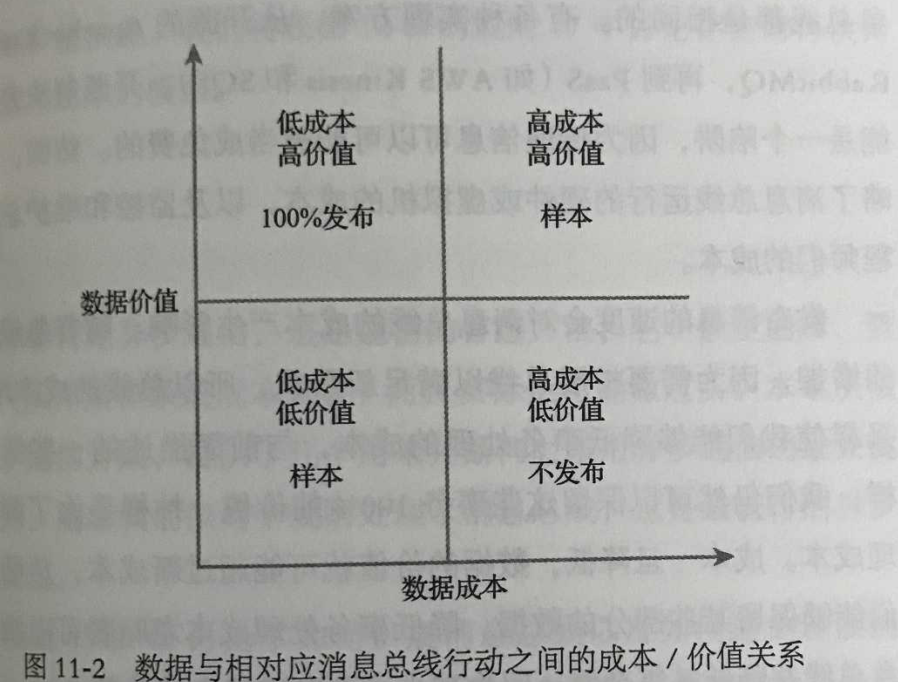 低成本
高价值
100%发布
高成本
高价值
样本
数据价值
低成本
低价值
样本
高成本
低价值
不发布
数据成本
图 11-2 数据与相对应消息总线行动之间的成本 / 价值关系